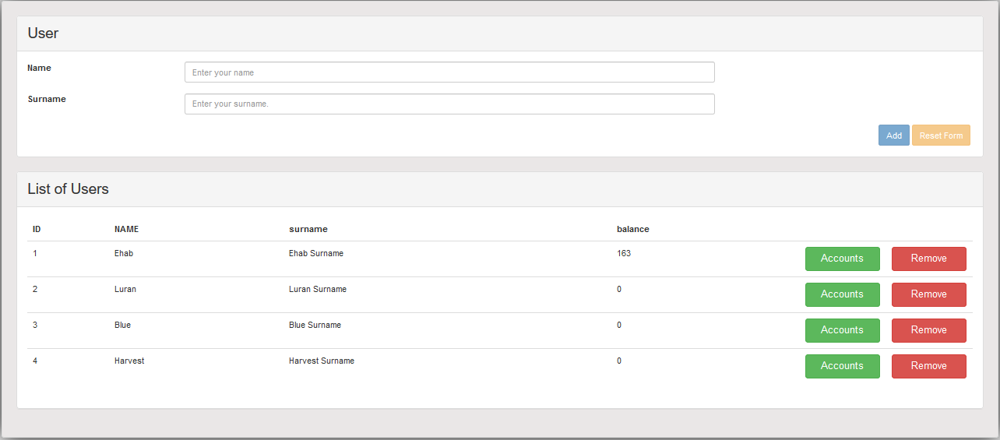 User
Name Enter your name
Surname Enter your surname.
Add Reset Form
List of Users
ID NAME surname balance
1 Ehab Ehab Surname 163 Accounts Remove
2 Luran Luran Surname 0 Accounts Remove
3 Blue Blue Surname 0 Accounts Remove
4 Harvest Harvest Surname 0 Accounts Remove